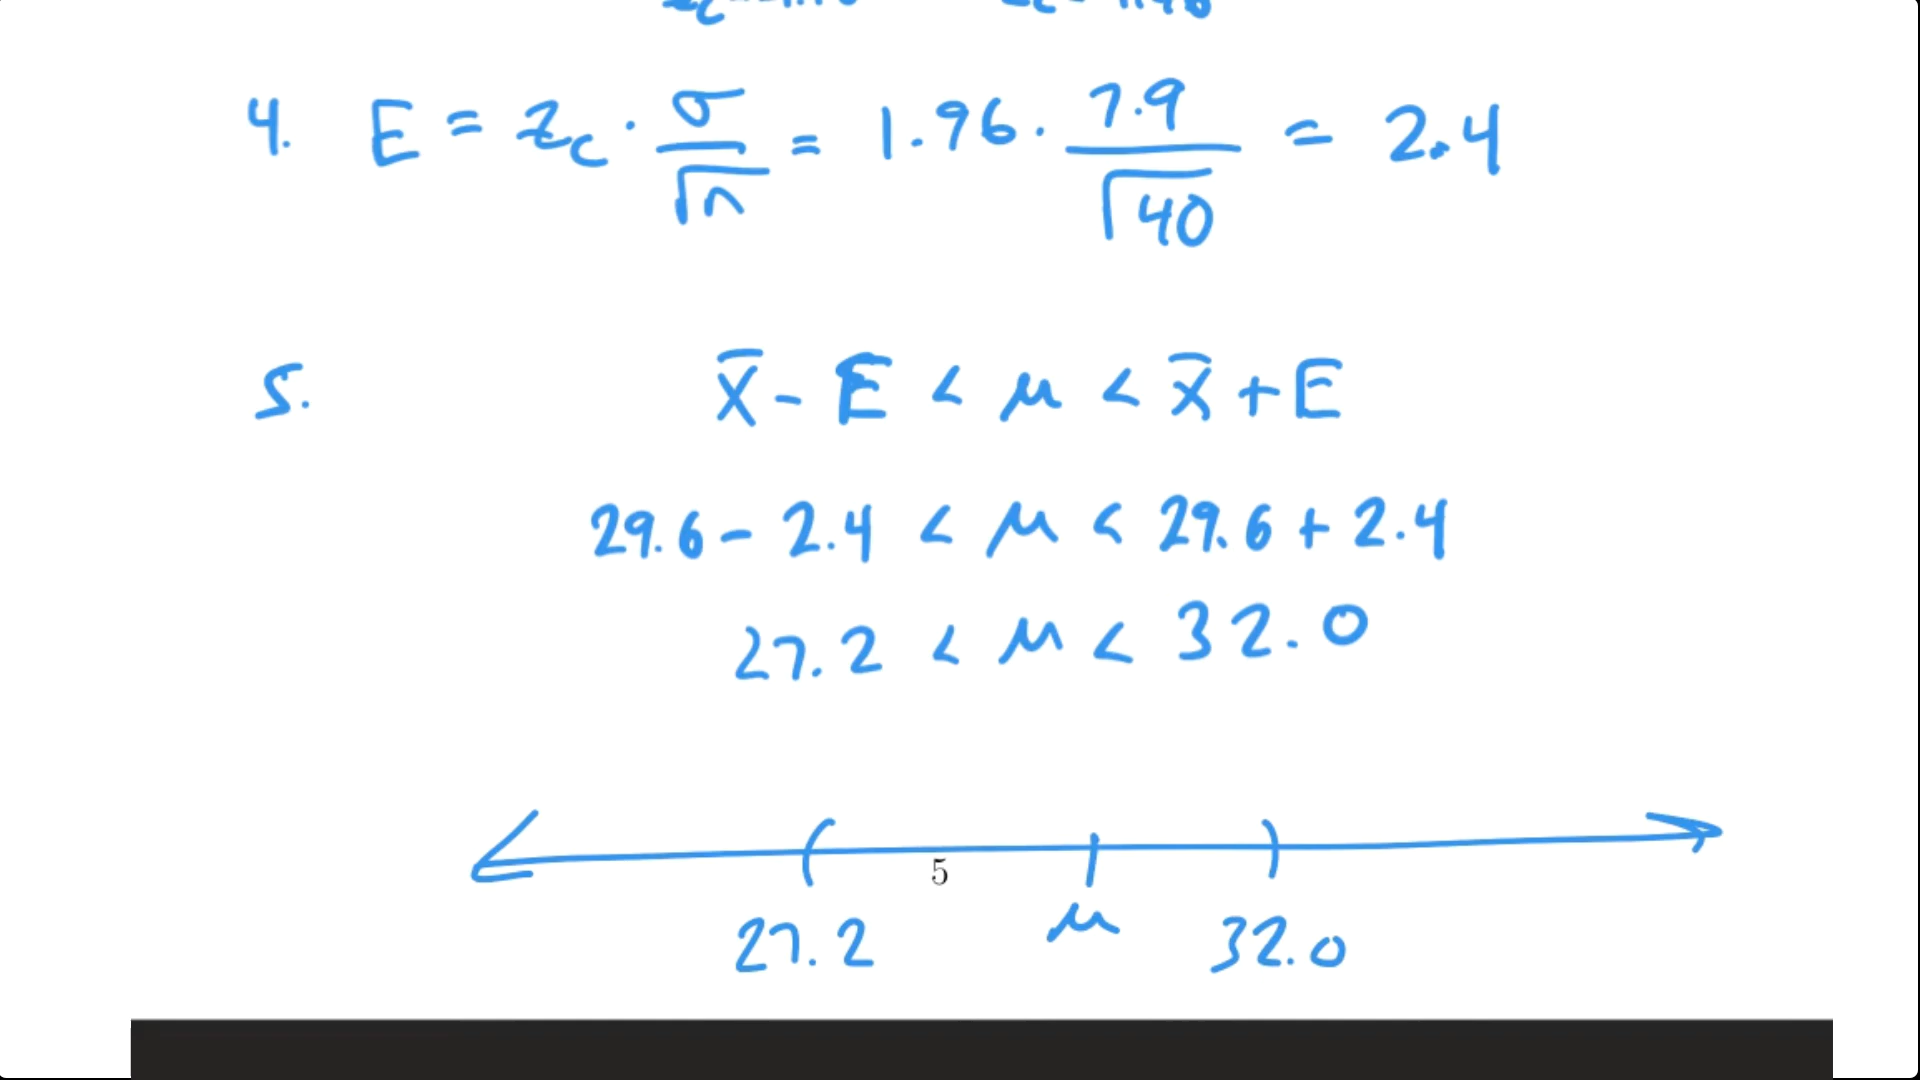 4. E = z_c · σ/√n = 1.96 · 7.9/√40 = 2.4
5. x̄ - E < μ < x̄ + E
29.6 - 2.4 < μ < 29.6 + 2.4
27.2 < μ < 32.0
5
27.2 μ 32.0